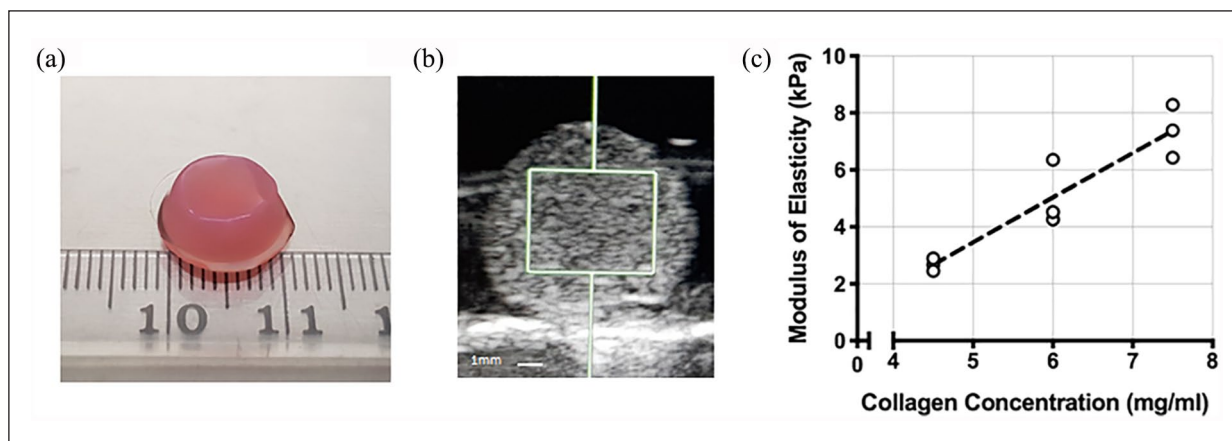 (a)
(b)
(c)
10 11 1
1mm
Modulus of Elasticity (kPa)
10
8
6
4
2
0
0 4 5 6 7 8
Collagen Concentration (mg/ml)